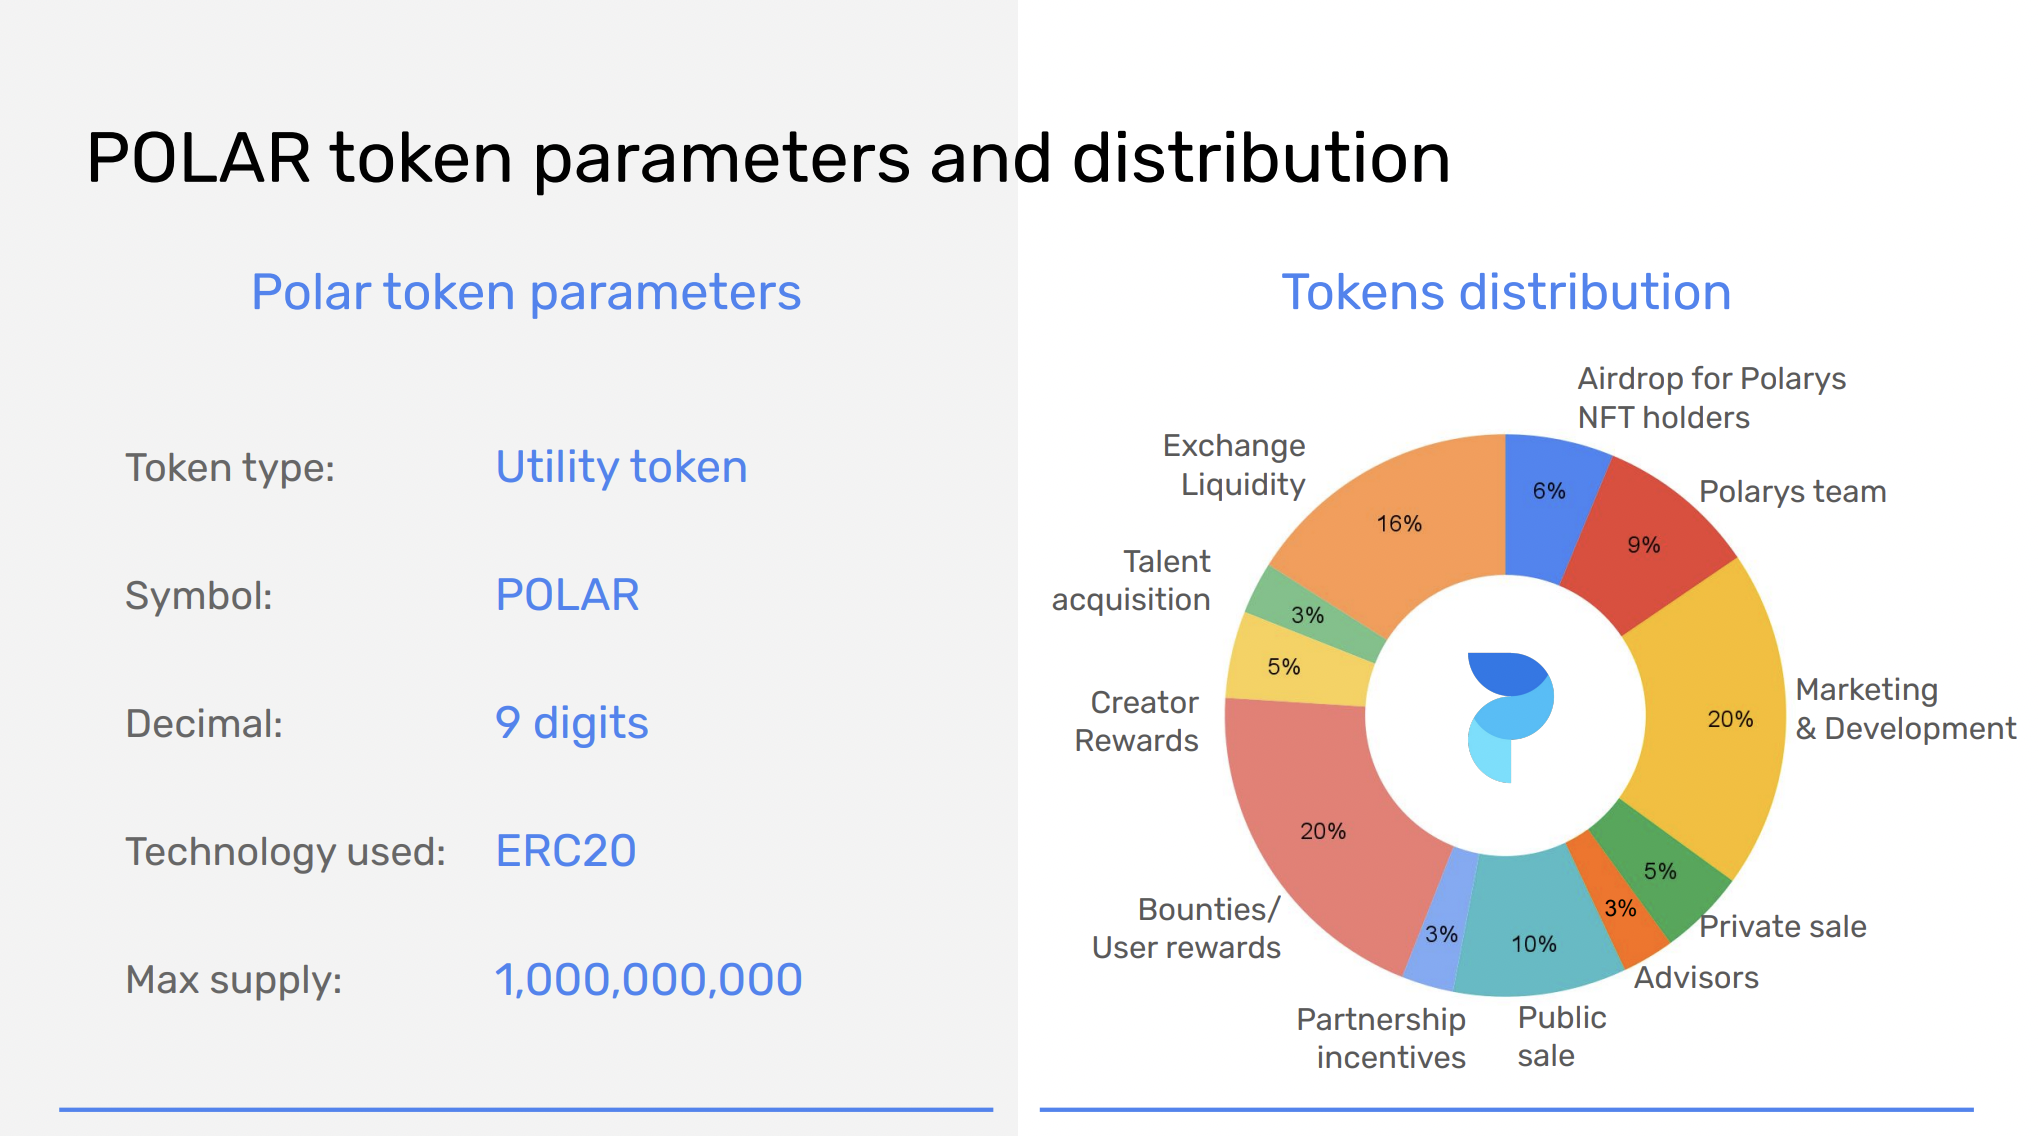 POLAR token parameters and distribution
Polar token parameters
Token type: Utility token
Symbol: POLAR
Decimal: 9 digits
Technology used: ERC20
Max supply: 1,000,000,000
Tokens distribution
Airdrop for Polarys
NFT holders
6%
Polarys team
9%
Marketing
& Development
20%
Private sale
5%
Advisors
3%
Public
sale
10%
Partnership
incentives
3%
Bounties/
User rewards
20%
Creator
Rewards
5%
Talent
acquisition
3%
Exchange
Liquidity
16%